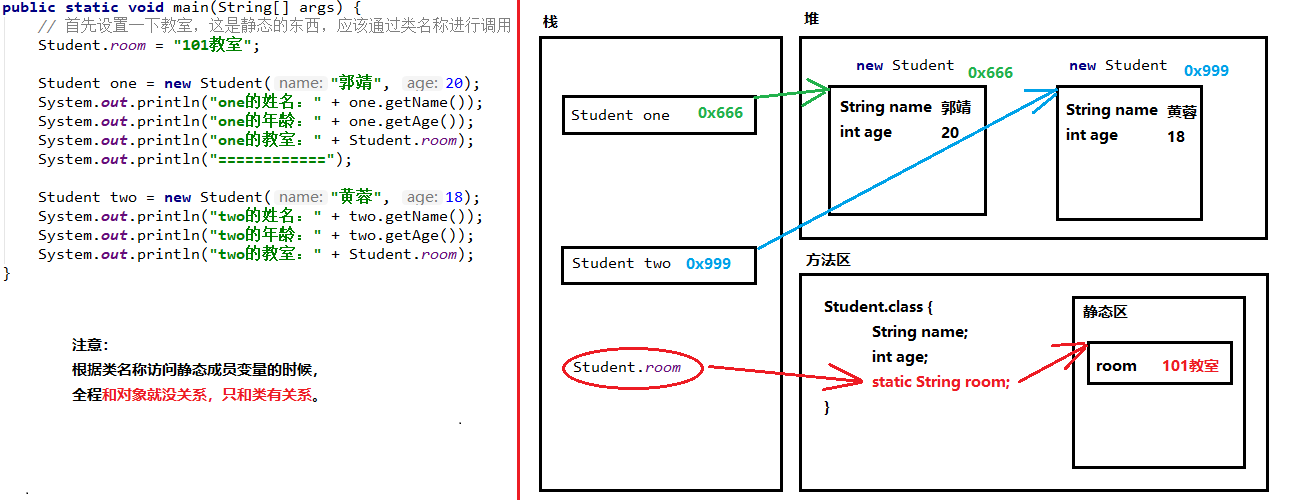 public static void main(String[] args) {
// 首先设置一下教室，这是静态的东西，应该通过类名称进行调用
Student.room = "101教室";
Student one = new Student( name: "郭靖", age: 20);
System.out.println("one的姓名：" + one.getName());
System.out.println("one的年龄：" + one.getAge());
System.out.println("one的教室：" + Student.room);
System.out.println("============");
Student two = new Student( name: "黄蓉", age: 18);
System.out.println("two的姓名：" + two.getName());
System.out.println("two的年龄：" + two.getAge());
System.out.println("two的教室：" + Student.room);
}
注意：
根据类名称访问静态成员变量的时候，
全程和对象就没关系，只和类有关系。
栈
Student one 0x666
Student two 0x999
Student.room
堆
new Student 0x666
String name 郭靖
int age 20
new Student 0x999
String name 黄蓉
int age 18
方法区
Student.class {
String name;
int age;
static String room;
}
静态区
room 101教室